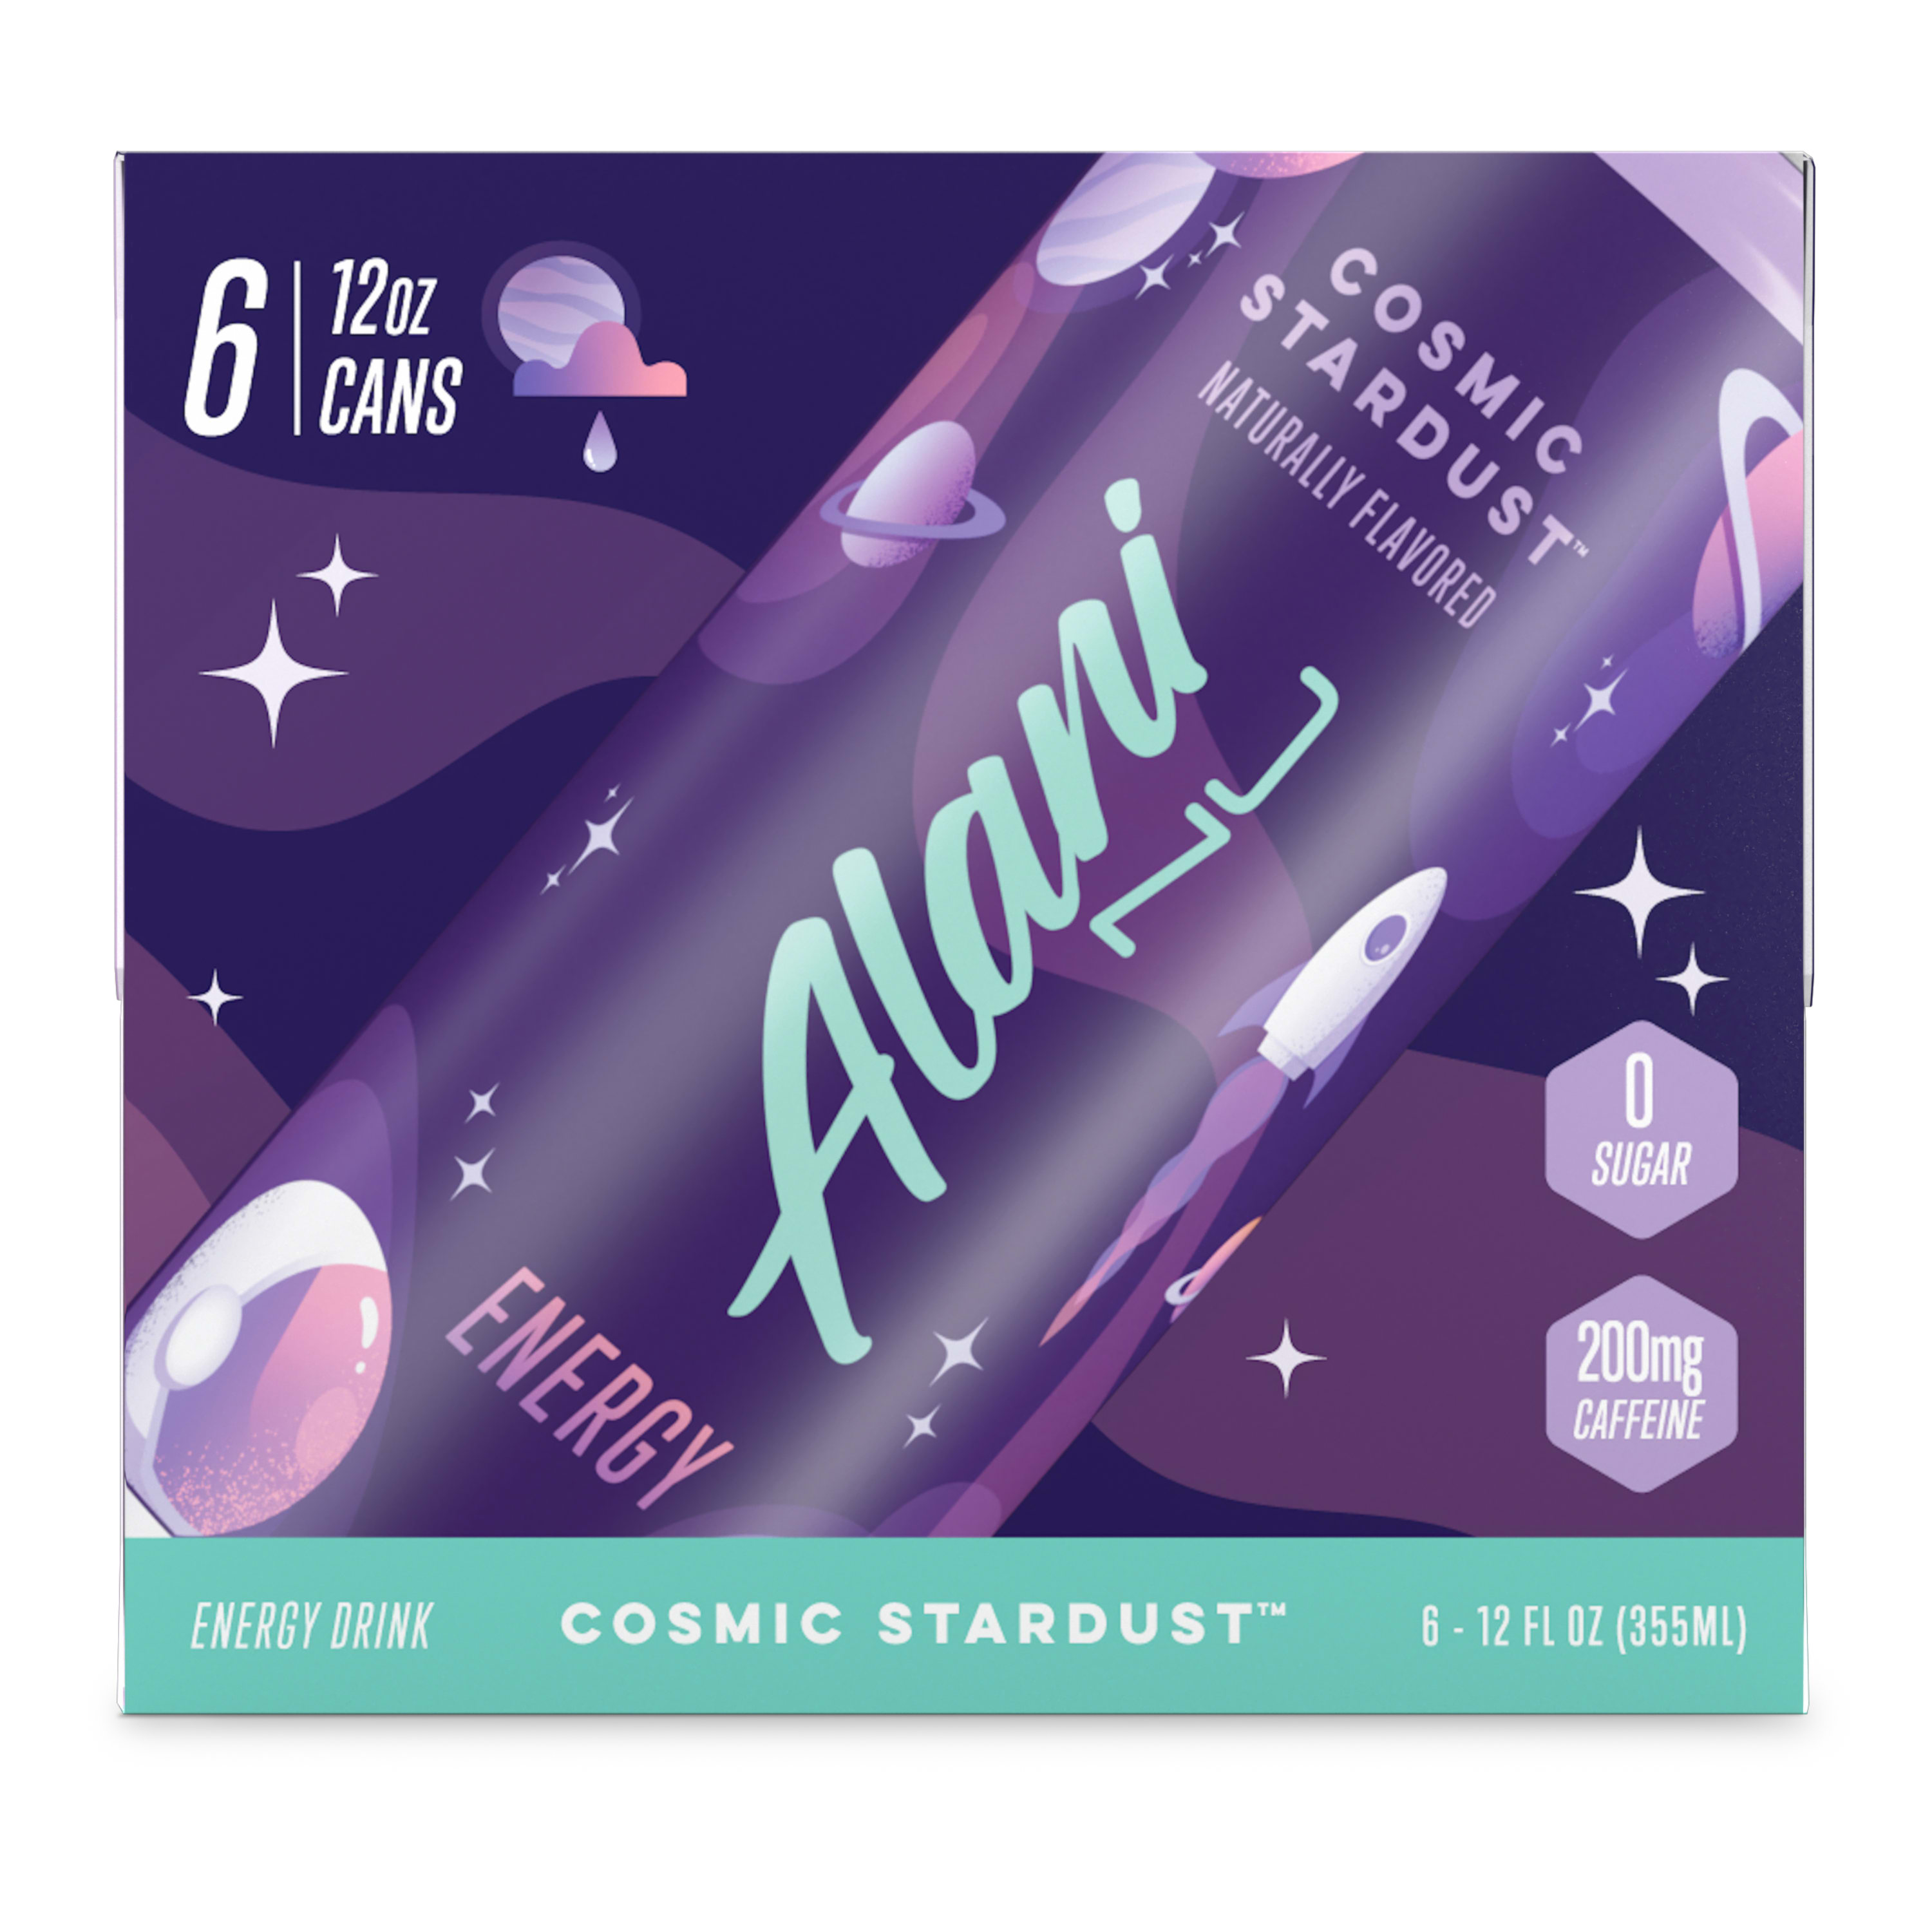 6
12OZ
CANS
COSMIC
STARDUST™
NATURALLY FLAVORED
Alani
ENERGY
0
SUGAR
200mg
CAFFEINE
ENERGY DRINK
COSMIC STARDUST™
6 - 12 FL OZ (355ML)